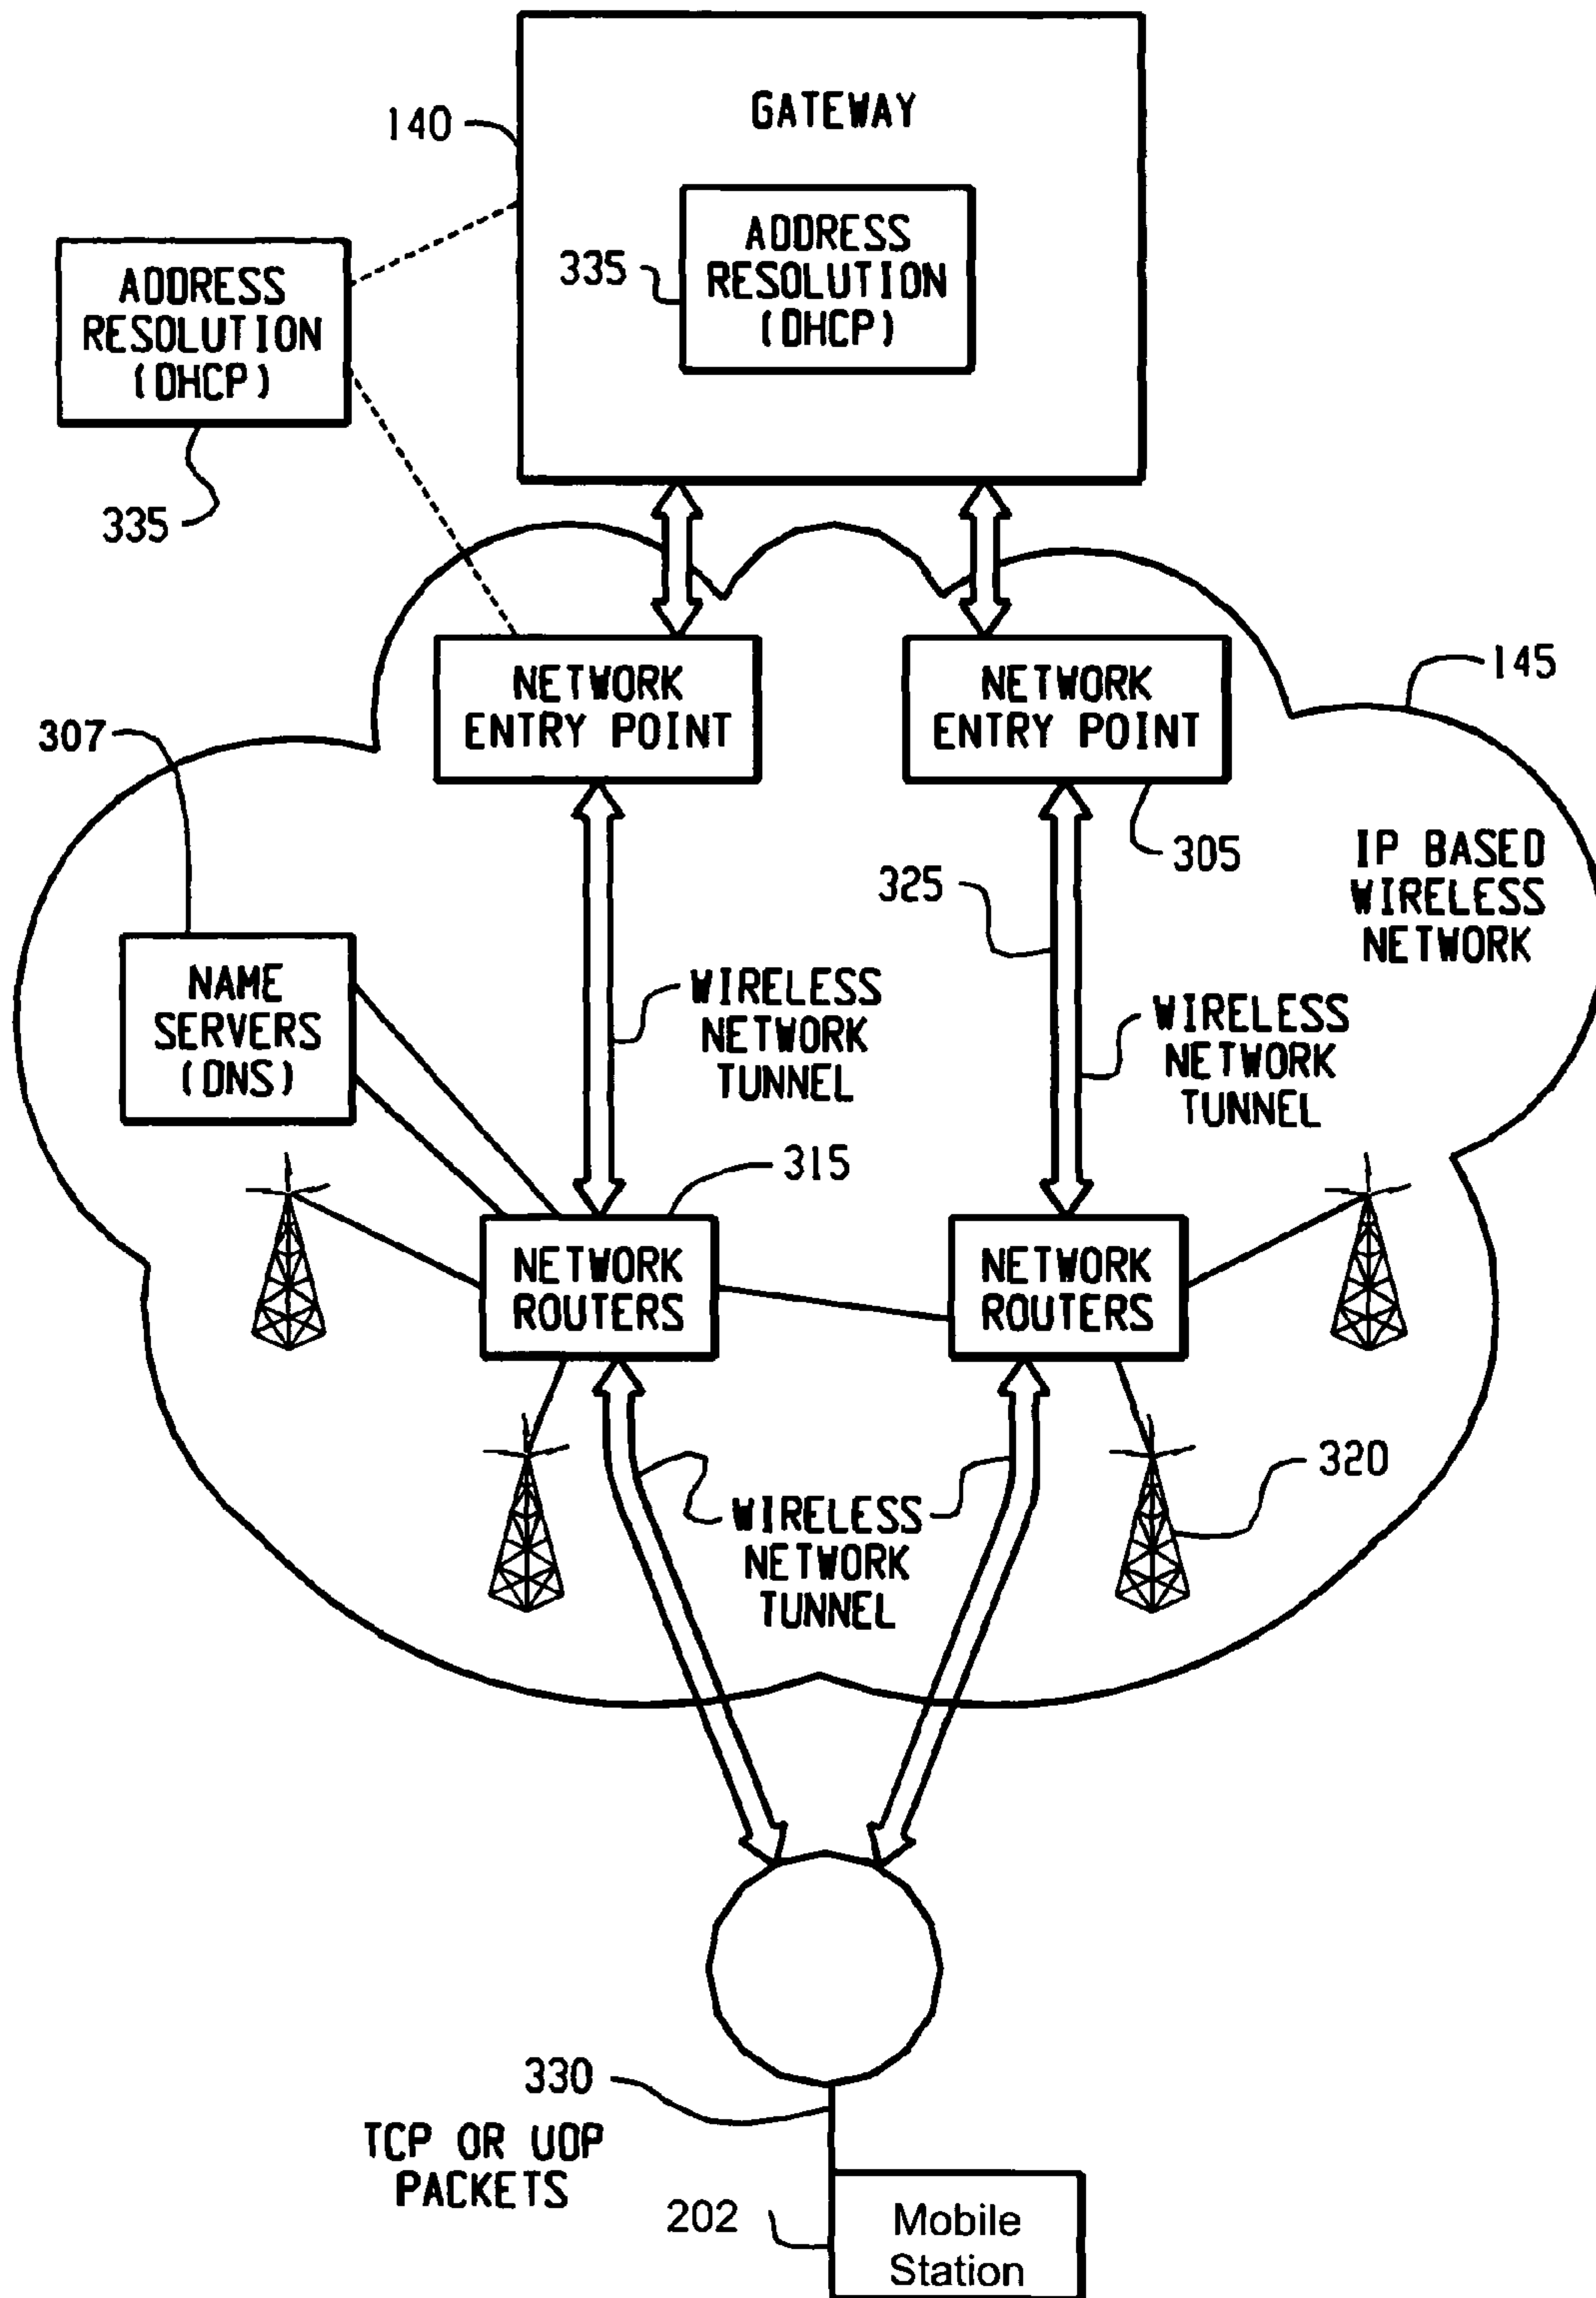 GATEWAY
140
ADDRESS
RESOLUTION
(DHCP)
335
ADDRESS
RESOLUTION
(DHCP)
335
NETWORK
ENTRY POINT
NETWORK
ENTRY POINT
145
307
305
325
IP BASED
WIRELESS
NETWORK
NAME
SERVERS
(DNS)
WIRELESS
NETWORK
TUNNEL
WIRELESS
NETWORK
TUNNEL
315
NETWORK
ROUTERS
NETWORK
ROUTERS
320
WIRELESS
NETWORK
TUNNEL
330
TCP OR UDP
PACKETS
202
Mobile
Station